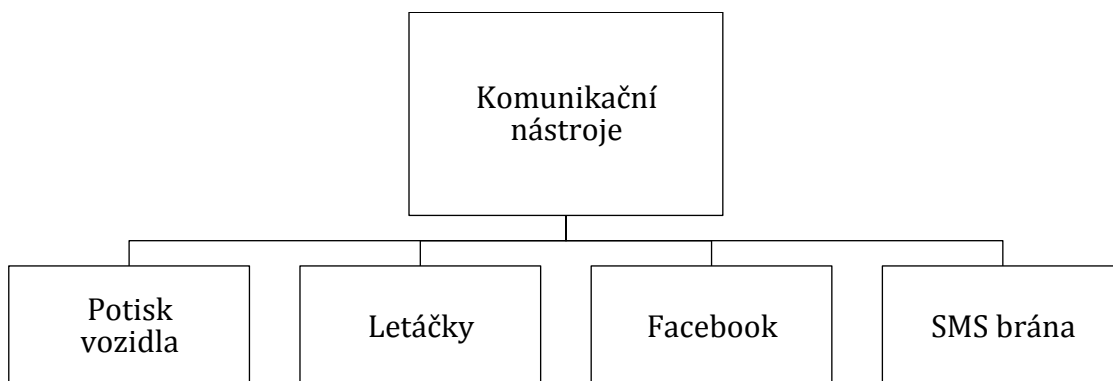 Komunikační
nástroje
Potisk
vozidla
Letáčky
Facebook
SMS brána